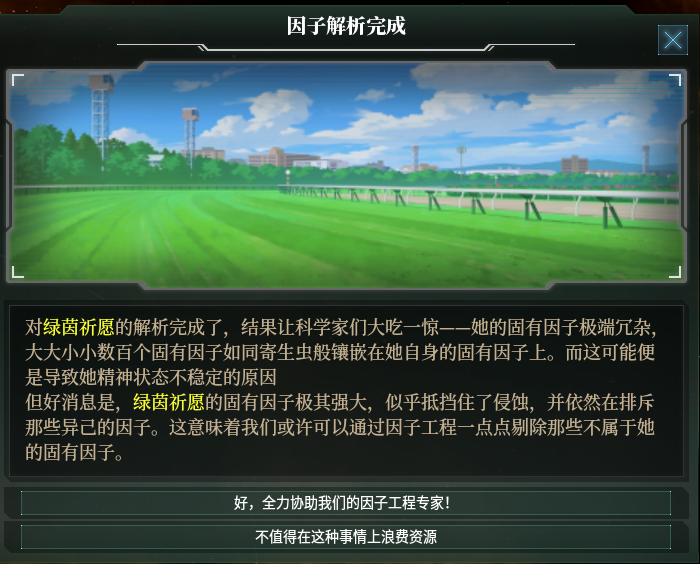 因子解析完成
对绿茵祈愿的解析完成了，结果让科学家们大吃一惊——她的固有因子极端冗杂，
大大小小数百个固有因子如同寄生虫般镶嵌在她自身的固有因子上。而这可能便
是导致她精神状态不稳定的原因
但好消息是，绿茵祈愿的固有因子极其强大，似乎抵挡住了侵蚀，并依然在排斥
那些异己的因子。这意味着我们或许可以通过因子工程一点点剔除那些不属于她
的固有因子。
好，全力协助我们的因子工程专家！
不值得在这种事情上浪费资源